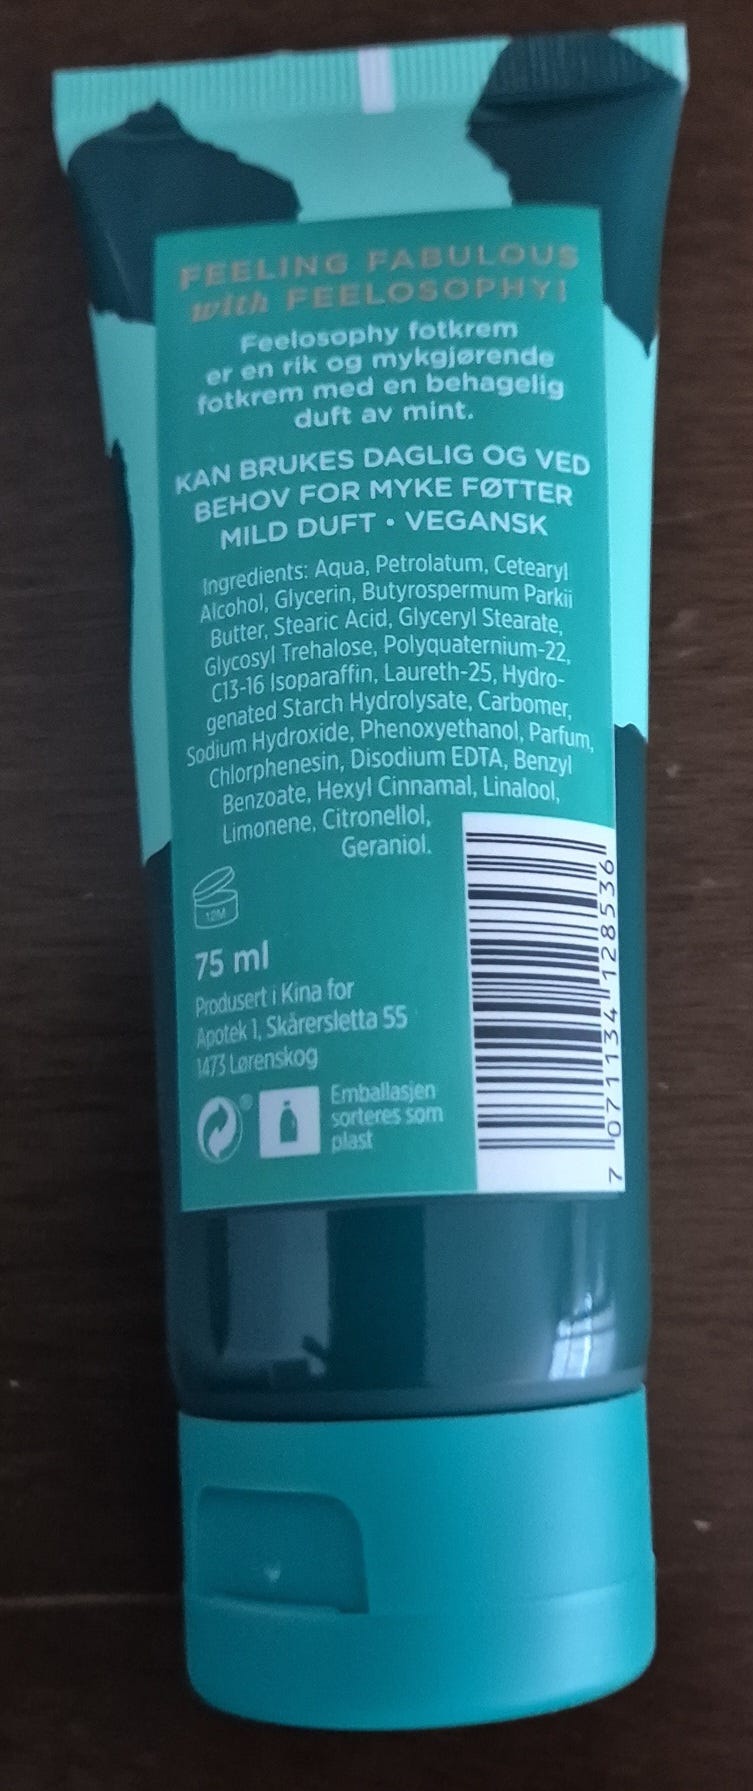 FEELING FABULOUS
with FEELOSOPHY!
Feelosophy fotkrem
er en rik og mykgjørende
fotkrem med en behagelig
duft av mint.
KAN BRUKES DAGLIG OG VED
BEHOV FOR MYKE FØTTER
MILD DUFT • VEGANSK
Ingredients: Aqua, Petrolatum, Cetearyl
Alcohol, Glycerin, Butyrospermum Parkii
Butter, Stearic Acid, Glyceryl Stearate,
Glycosyl Trehalose, Polyquaternium-22,
C13-16 Isoparaffin, Laureth-25, Hydro-
genated Starch Hydrolysate, Carbomer,
Sodium Hydroxide, Phenoxyethanol, Parfum,
Chlorphenesin, Disodium EDTA, Benzyl
Benzoate, Hexyl Cinnamal, Linalool,
Limonene, Citronellol,
Geraniol.
12M
75 ml
Produsert i Kina for
Apotek 1, Skårersletta 55
1473 Lørenskog
Emballasjen
sorteres som
plast
7 071134 128536